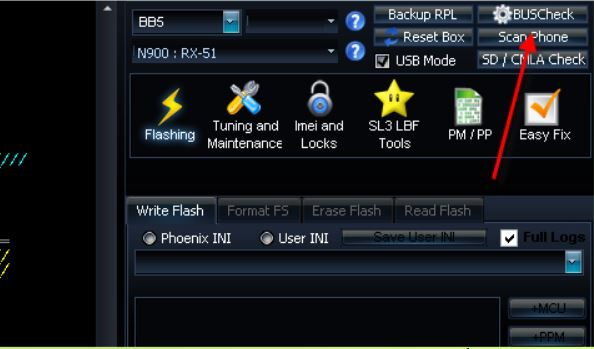 BB5
Backup RPL
BUSCheck
Reset Box
Scan Phone
N900 : RX-51
USB Mode
SD / CMLA Check
Flashing
Tuning and
Maintenance
Imei and
Locks
SL3 LBF
Tools
PM / PP
Easy Fix
Write Flash
Format FS
Erase Flash
Read Flash
Phoenix INI
User INI
Save User INI
Full Logs
+MCU
+PPM